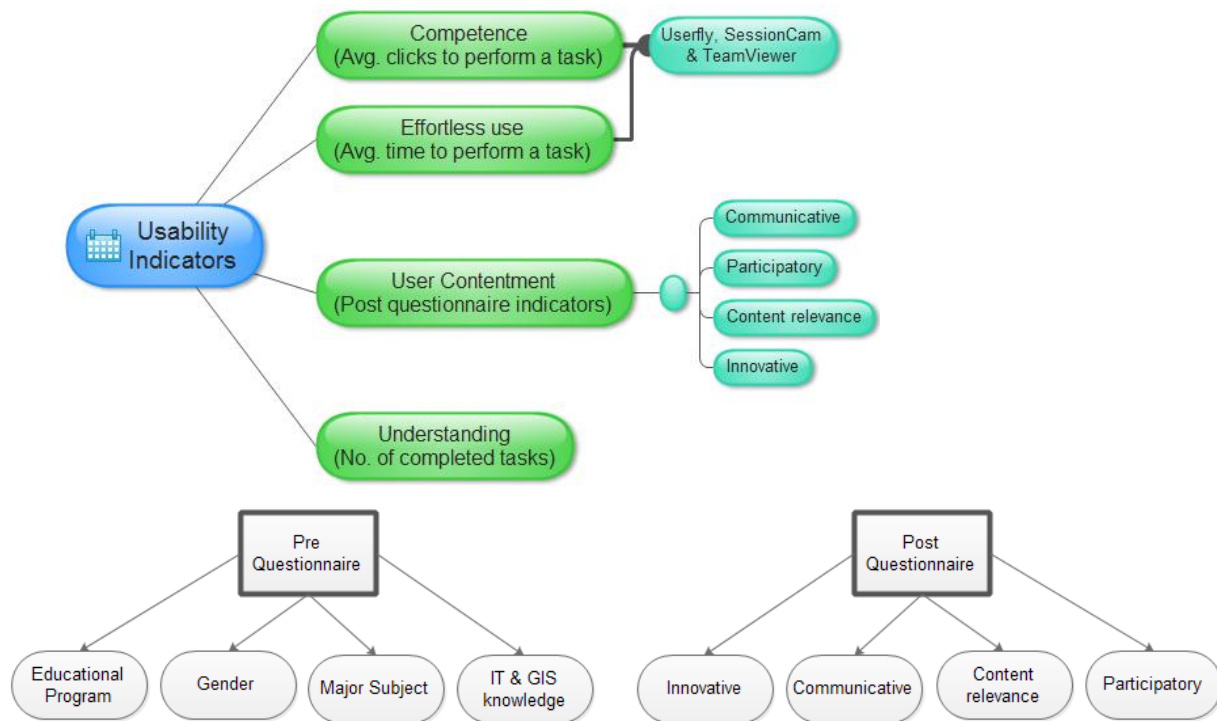 Competence
(Avg. clicks to perform a task)
Userfly, SessionCam
& TeamViewer
Effortless use
(Avg. time to perform a task)
Usability
Indicators
Communicative
Participatory
User Contentment
(Post questionnaire indicators)
Content relevance
Innovative
Understanding
(No. of completed tasks)
Pre
Questionnaire
Post
Questionnaire
Educational
Program
Gender
Major Subject
IT & GIS
knowledge
Innovative
Communicative
Content
relevance
Participatory